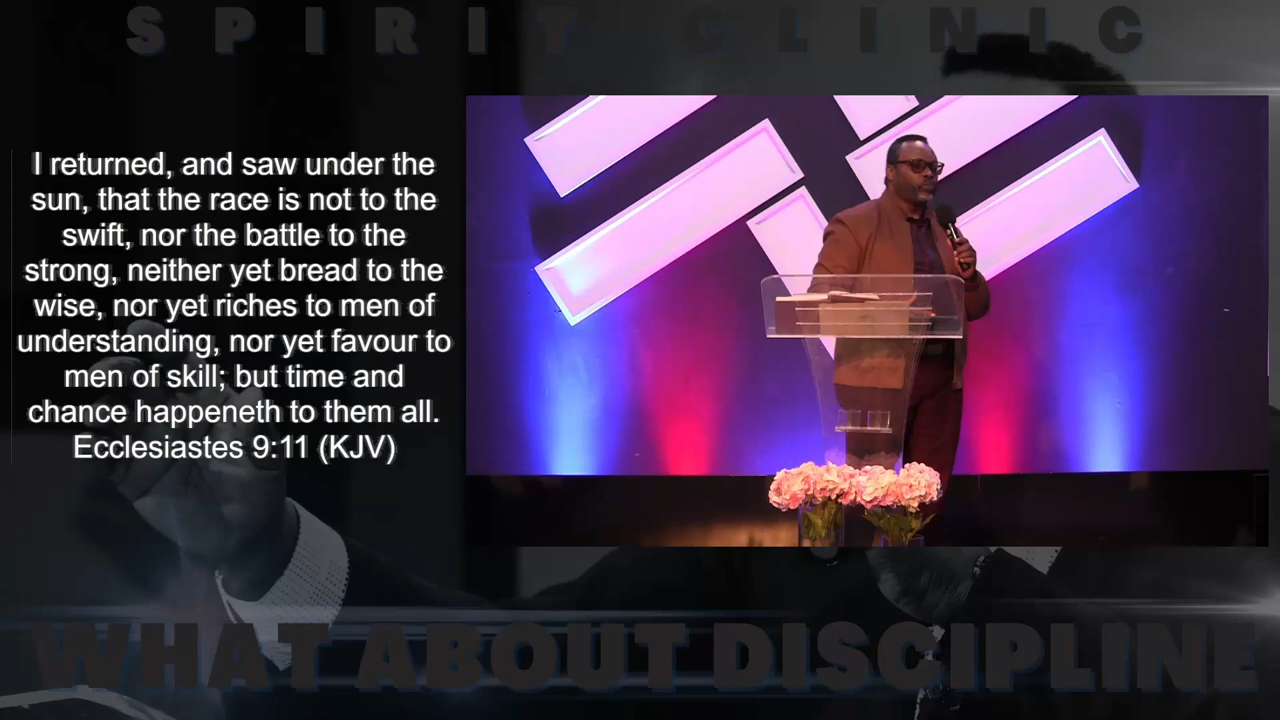 SPIRIT CLINIC
I returned, and saw under the
sun, that the race is not to the
swift, nor the battle to the
strong, neither yet bread to the
wise, nor yet riches to men of
understanding, nor yet favour to
men of skill; but time and
chance happeneth to them all.
Ecclesiastes 9:11 (KJV)
WHAT ABOUT DISCIPLINE